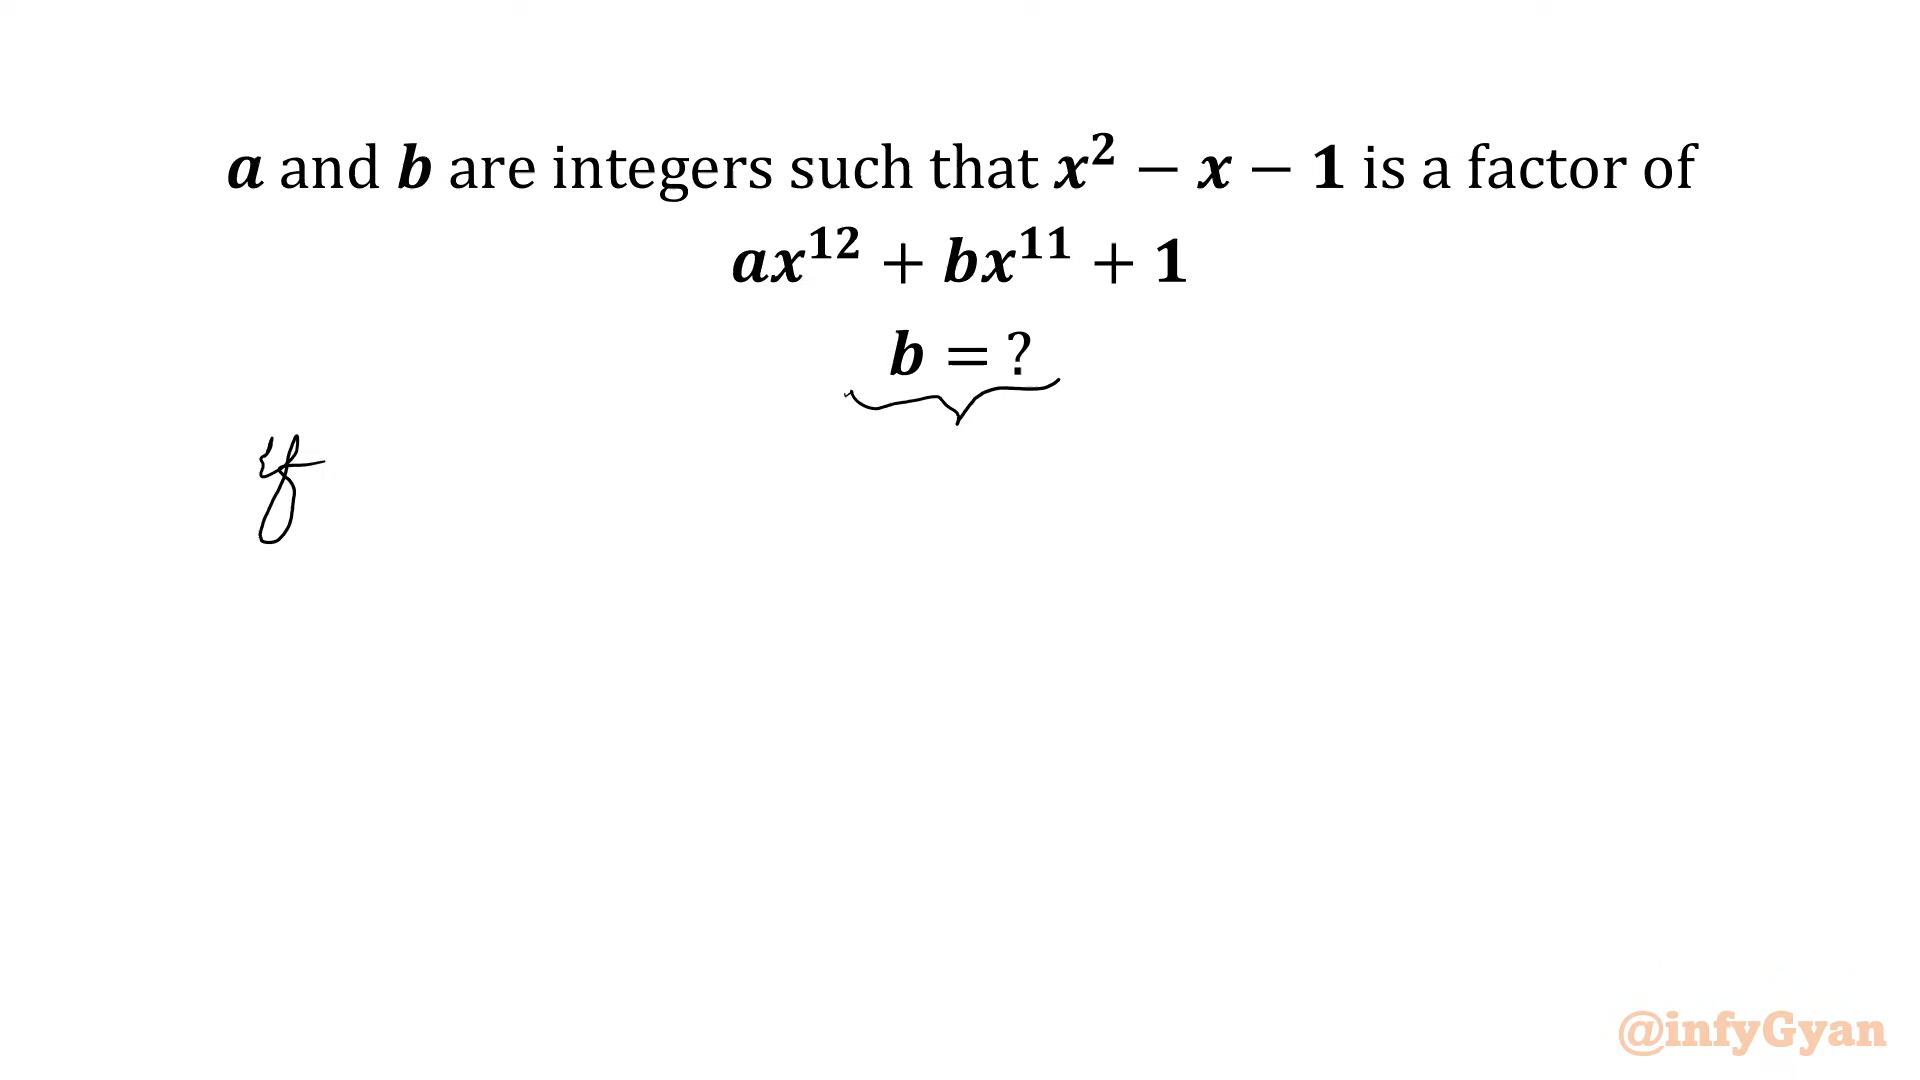 a and b are integers such that x² − x − 1 is a factor of
ax¹² + bx¹¹ + 1
b = ?
if
@infyGyan